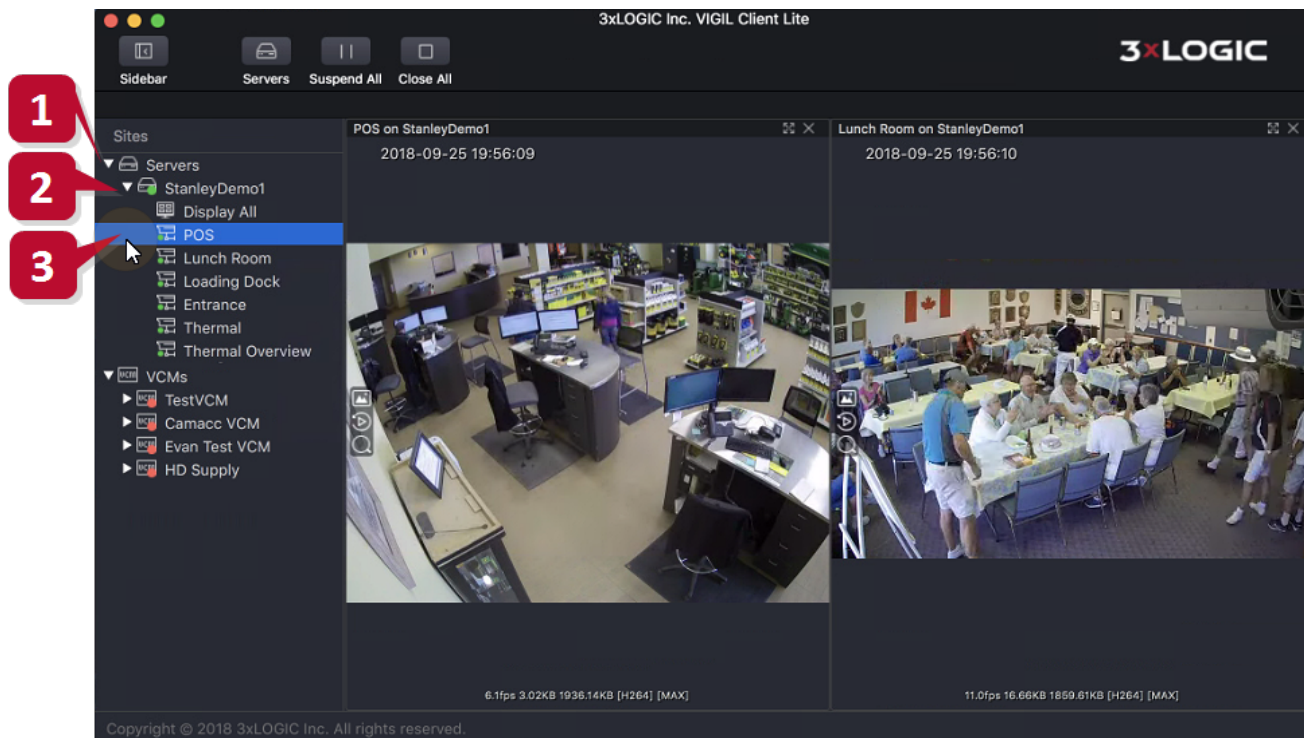 3xLOGIC Inc. VIGIL Client Lite
Sidebar
Servers
Suspend All
Close All
3xLOGIC
1
2
3
Sites
Servers
StanleyDemo1
Display All
POS
Lunch Room
Loading Dock
Entrance
Thermal
Thermal Overview
VCMs
TestVCM
Camacc VCM
Evan Test VCM
HD Supply
POS on StanleyDemo1
2018-09-25 19:56:09
6.1fps 3.02KB 1936.14KB [H264] [MAX]
Lunch Room on StanleyDemo1
2018-09-25 19:56:10
11.0fps 16.66KB 1859.61KB [H264] [MAX]
Copyright © 2018 3xLOGIC Inc. All rights reserved.